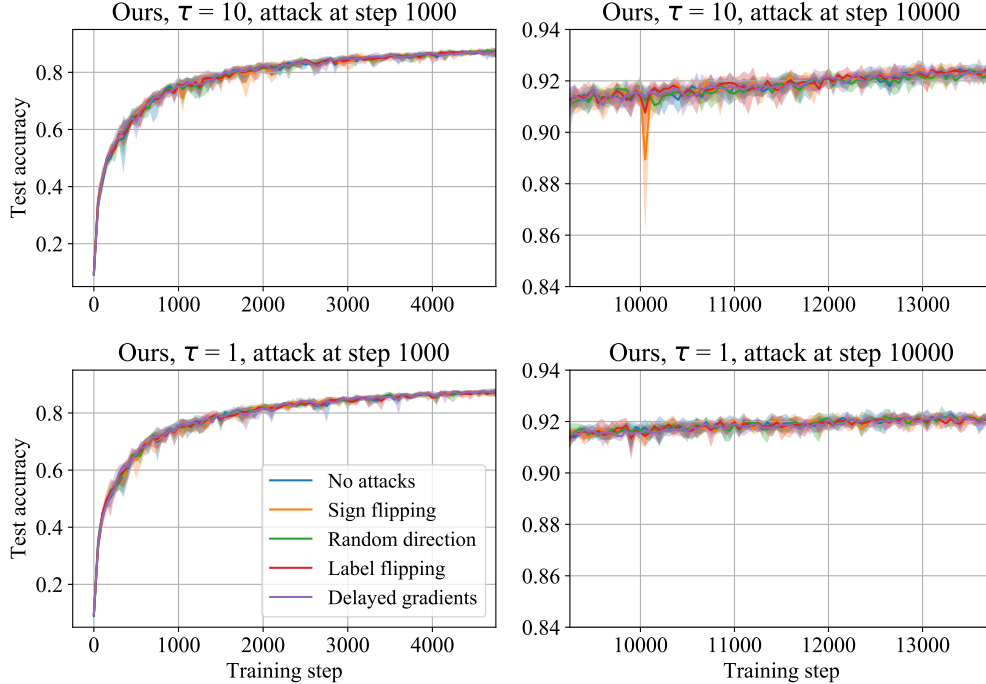 Ours, τ = 10, attack at step 1000
Test accuracy
0.8
0.6
0.4
0.2
0 1000 2000 3000 4000
Ours, τ = 10, attack at step 10000
0.94
0.92
0.90
0.88
0.86
0.84
10000 11000 12000 13000
Ours, τ = 1, attack at step 1000
Test accuracy
0.8
0.6
0.4
0.2
No attacks
Sign flipping
Random direction
Label flipping
Delayed gradients
0 1000 2000 3000 4000
Training step
Ours, τ = 1, attack at step 10000
0.94
0.92
0.90
0.88
0.86
0.84
10000 11000 12000 13000
Training step